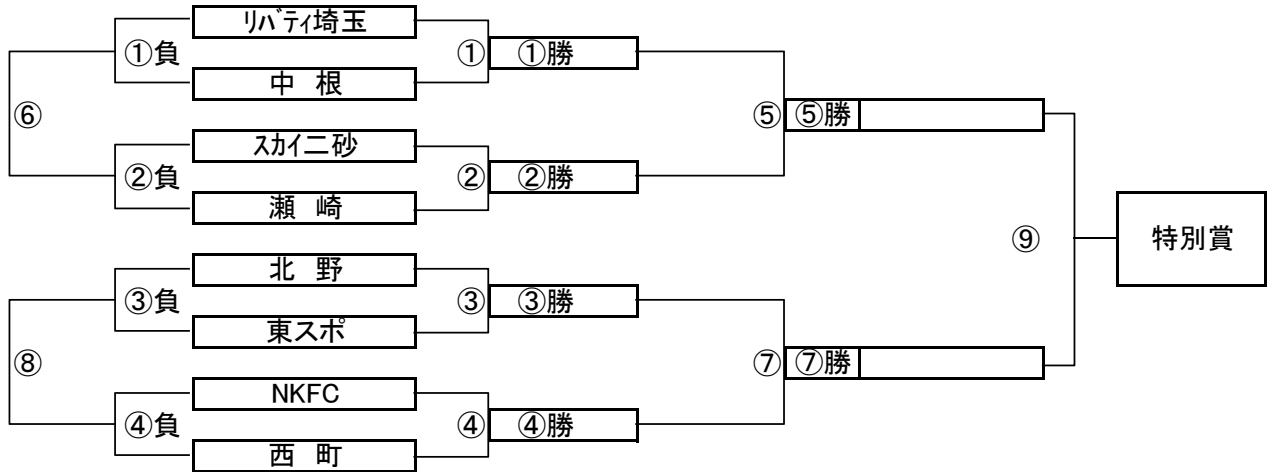 ﾘﾊﾞﾃｨ埼玉
①負 ① ①勝
中 根
⑥ ⑤ ⑤勝
ｽｶｲ二砂
②負 ② ②勝
瀬 崎
⑨ 特別賞
北 野
③負 ③ ③勝
東スポ
⑧ ⑦ ⑦勝
NKFC
④負 ④ ④勝
西 町